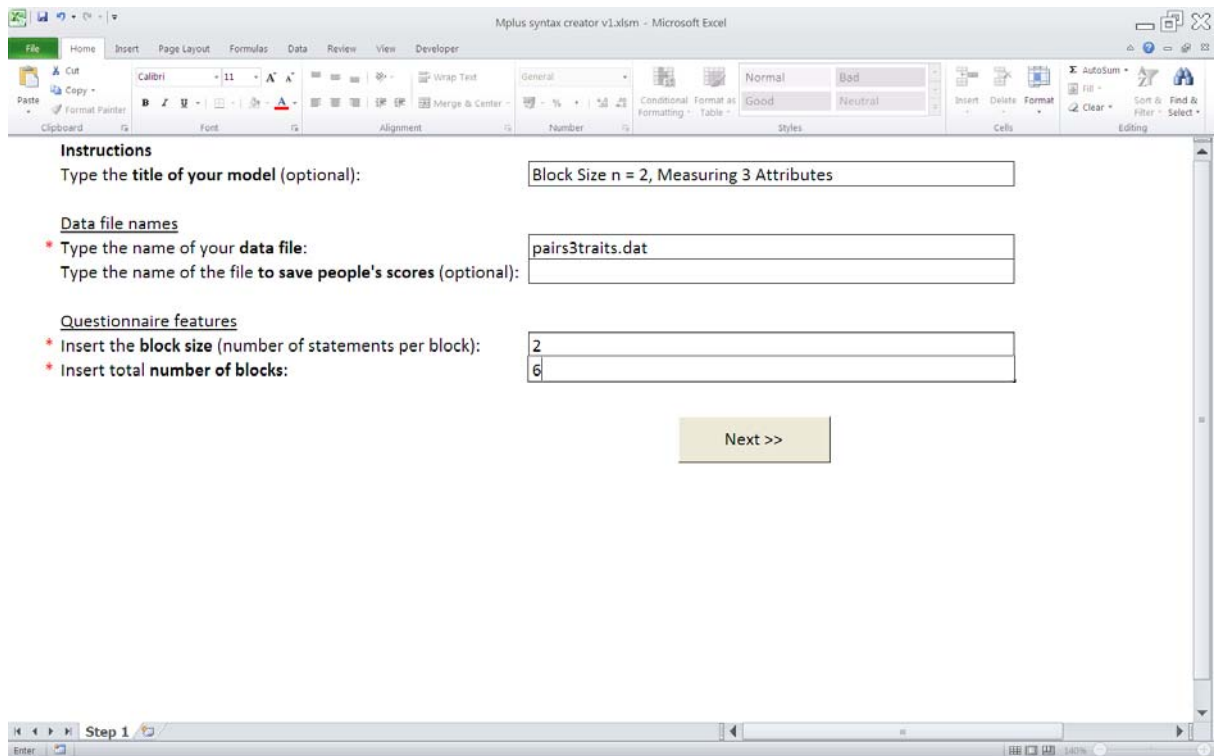 Mplus syntax creator v1.xlsm - Microsoft Excel
File Home Insert Page Layout Formulas Data Review View Developer
Cut
Copy
Format Painter
Paste
Clipboard
Calibri 11 A A
B I U A
Font
Wrap Text
Merge & Center
Alignment
General
%
Number
Conditional Formatting
Format as Table
Normal Bad
Good Neutral
Styles
Insert Delete Format
Cells
Σ AutoSum
Fill
Clear
Sort & Filter
Find & Select
Editing
Instructions
Type the title of your model (optional): Block Size n = 2, Measuring 3 Attributes
Data file names
* Type the name of your data file: pairs3traits.dat
Type the name of the file to save people's scores (optional):
Questionnaire features
* Insert the block size (number of statements per block): 2
* Insert total number of blocks: 6
Next >>
Step 1
Enter 140%